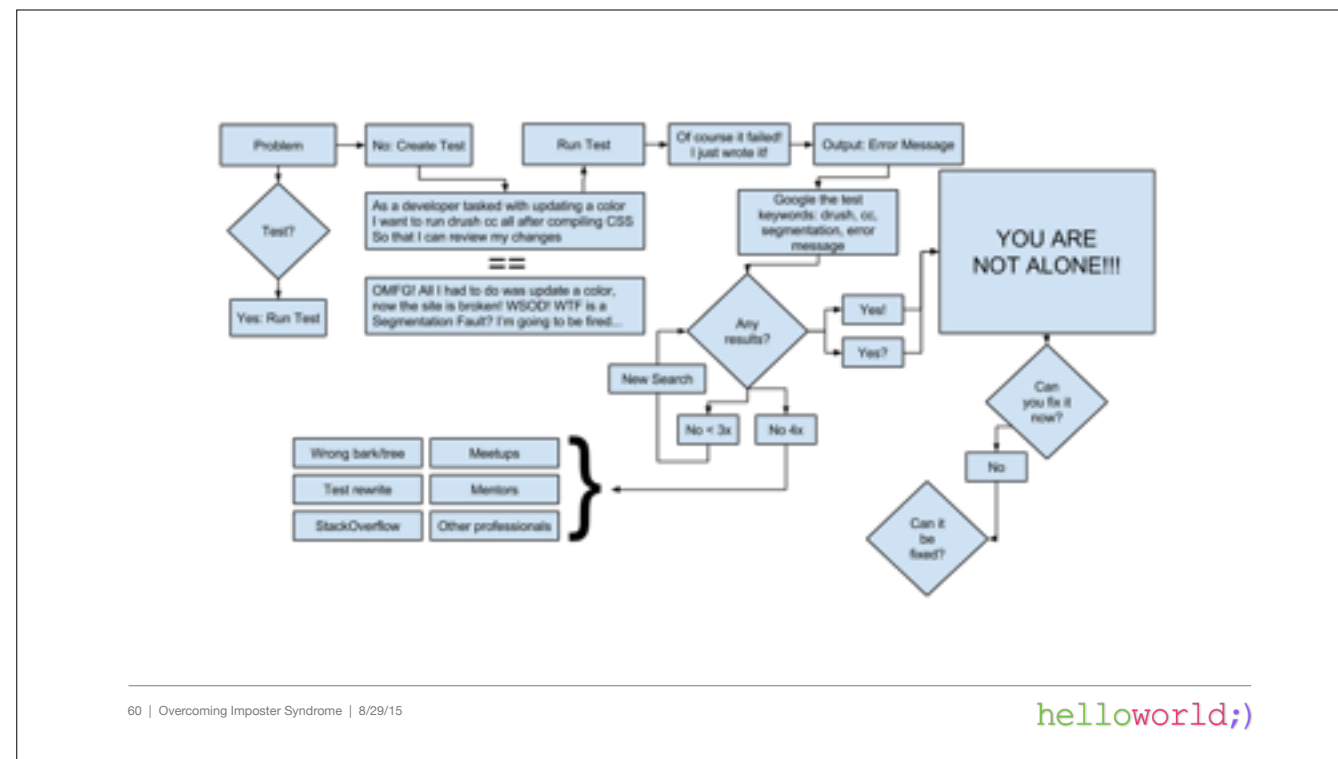 Problem
No: Create Test
Run Test
Of course it failed!
I just wrote it!
Output: Error Message
Test?
Yes: Run Test
As a developer tasked with updating a color
I want to run drush cc all after compiling CSS
So that I can review my changes
==
OMFG! All I had to do was update a color,
now the site is broken! WSOD! WTF is a
Segmentation Fault? I'm going to be fired...
Google the test
keywords: drush, cc,
segmentation, error
message
Any
results?
Yes!
Yes?
YOU ARE
NOT ALONE!!!
New Search
No < 3x
No 4x
Can
you fix it
now?
No
Can it
be
fixed?
Wrong bark/tree
Meetups
Test rewrite
Mentors
StackOverflow
Other professionals
}
60 | Overcoming Imposter Syndrome | 8/29/15
helloworld;)